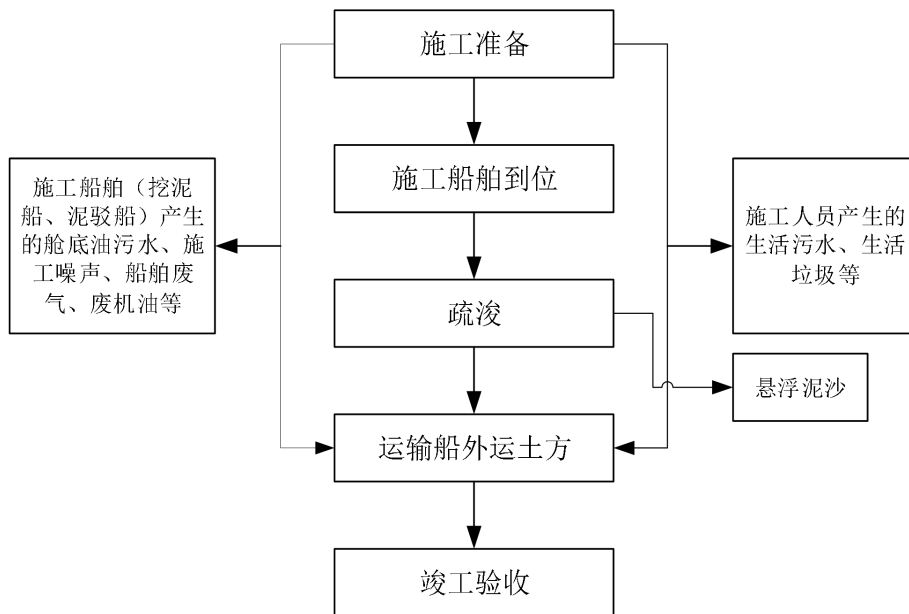 施工准备
施工船舶到位
施工船舶（挖泥
船、泥驳船）产生
的舱底油污水、施
工噪声、船舶废
气、废机油等
施工人员产生的
生活污水、生活
垃圾等
疏浚
悬浮泥沙
运输船外运土方
竣工验收